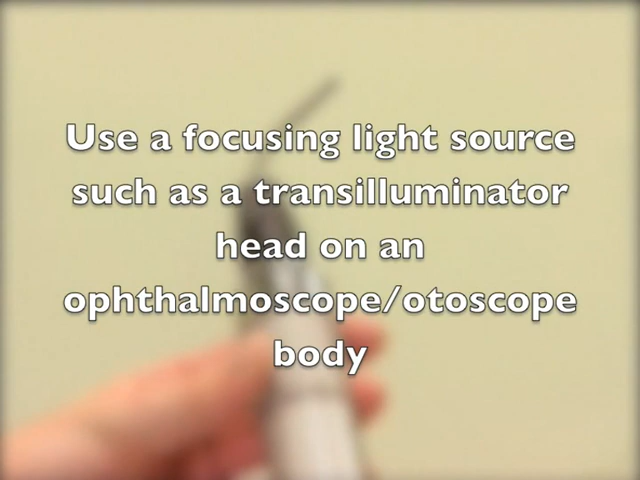 Use a focusing light source
such as a transilluminator
head on an
ophthalmoscope/otoscope
body